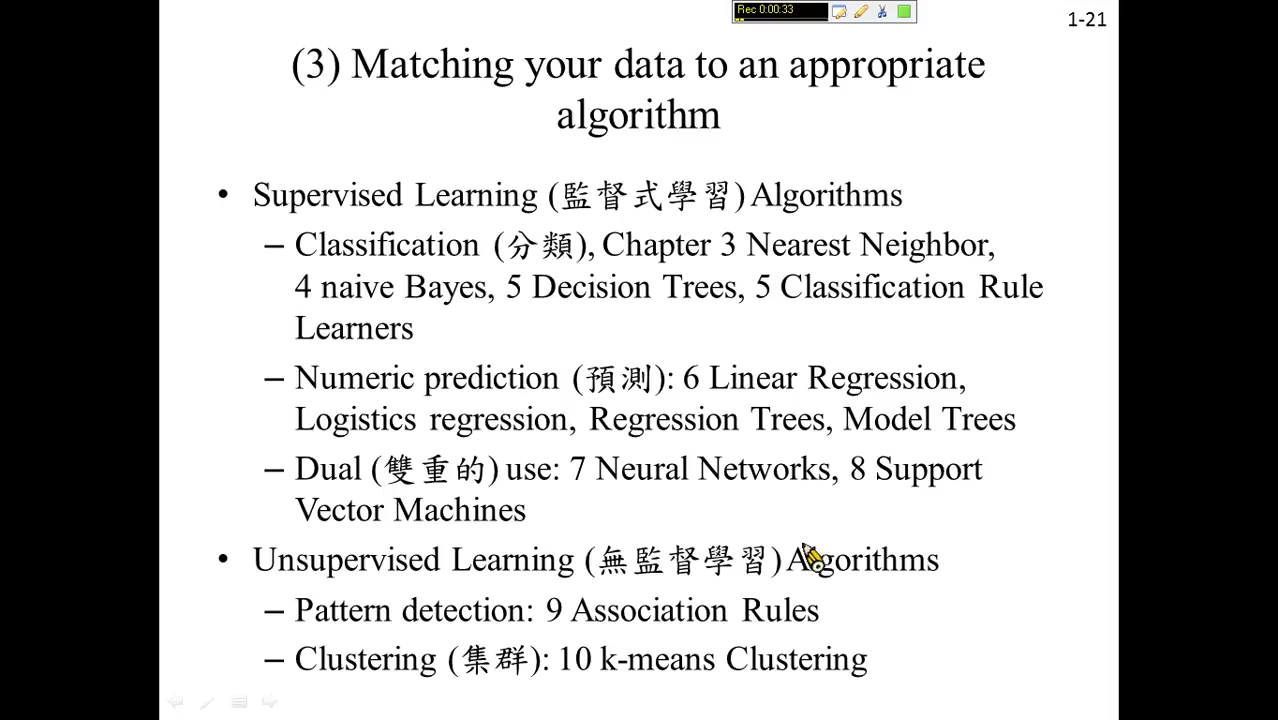 Rec 0:00:33
1-21
(3) Matching your data to an appropriate
algorithm
• Supervised Learning (監督式學習) Algorithms
– Classification (分類), Chapter 3 Nearest Neighbor,
4 naive Bayes, 5 Decision Trees, 5 Classification Rule
Learners
– Numeric prediction (預測): 6 Linear Regression,
Logistics regression, Regression Trees, Model Trees
– Dual (雙重的) use: 7 Neural Networks, 8 Support
Vector Machines
• Unsupervised Learning (無監督學習) Algorithms
– Pattern detection: 9 Association Rules
– Clustering (集群): 10 k-means Clustering